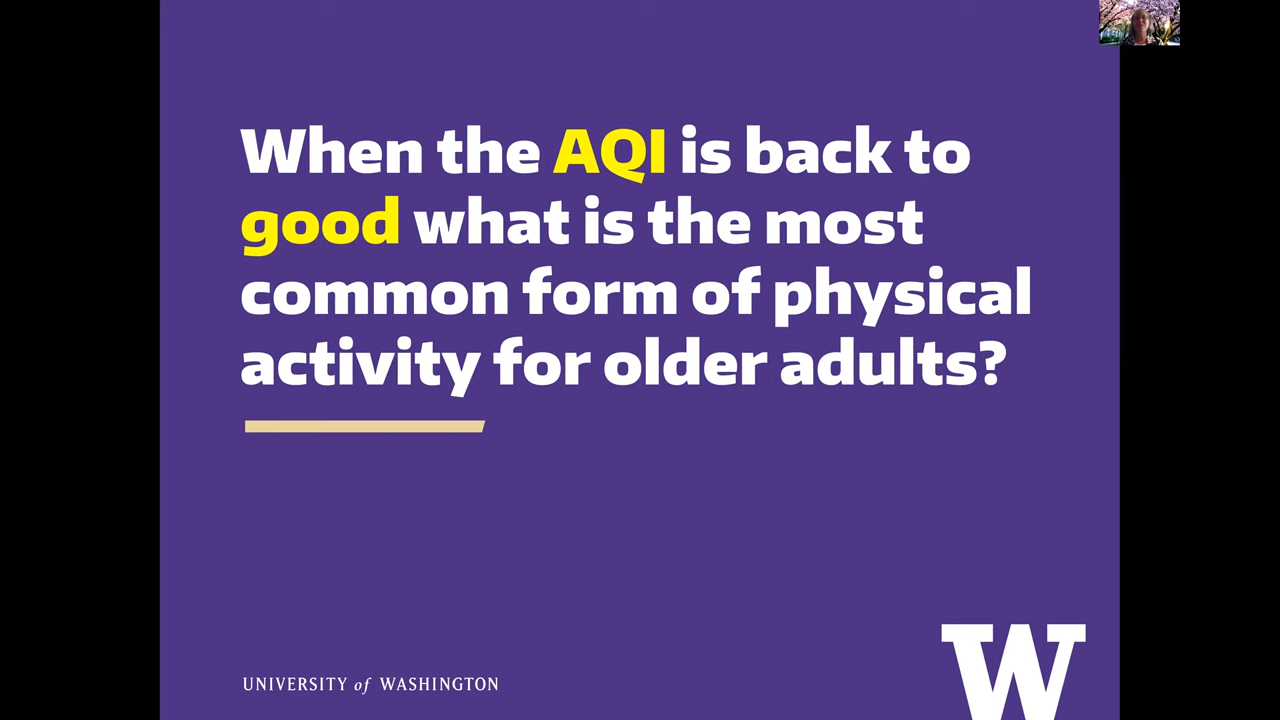 When the AQI is back to
good what is the most
common form of physical
activity for older adults?
UNIVERSITY of WASHINGTON
W